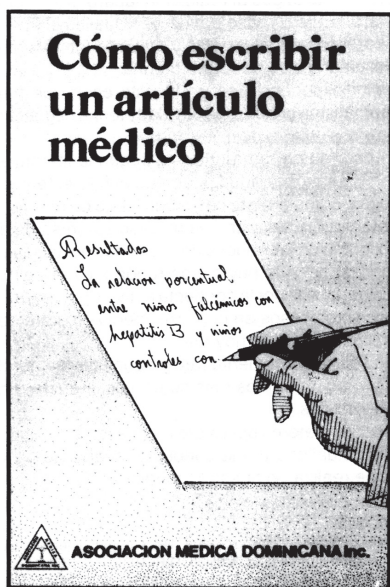 Cómo escribir
un artículo
médico
Resultados
La relación porcentual
entre niños falcémicos con
hepatitis B y niños
controles con
ASOCIACION MEDICA DOMINICANA Inc.